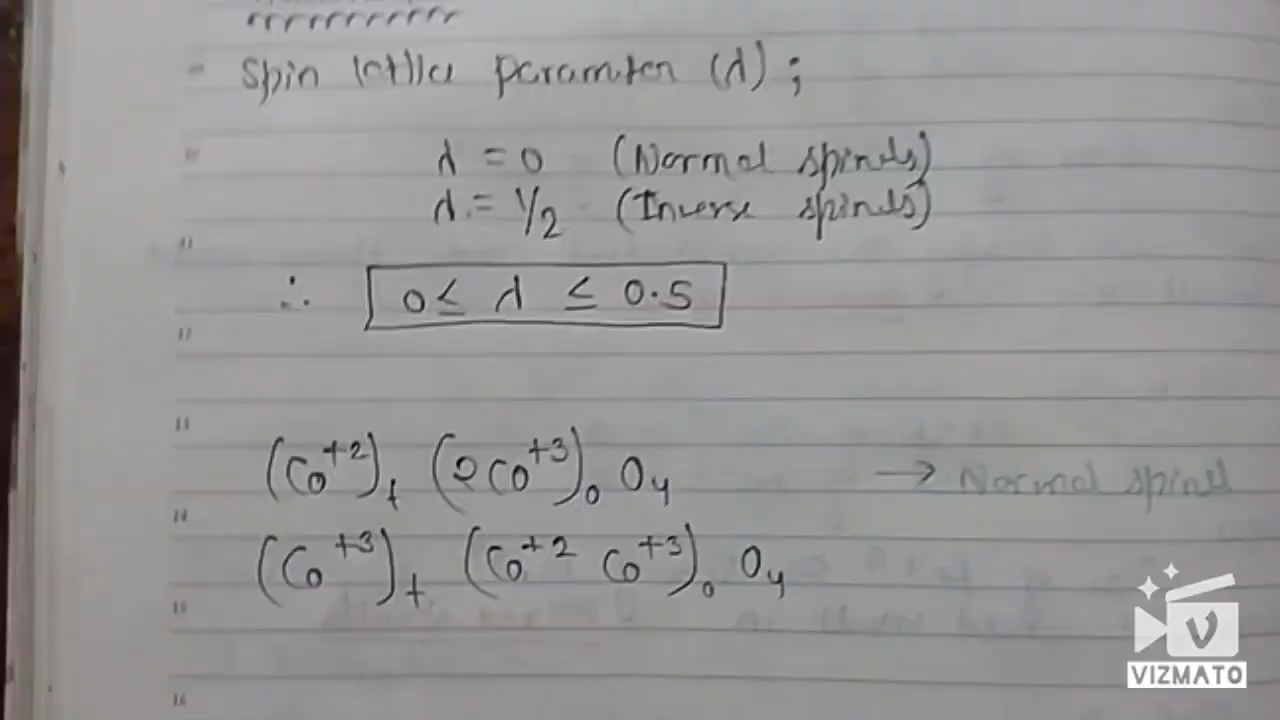 Spin lattice paramter (λ);
λ = 0 (Normal spinels)
λ = 1/2 (Inverse spinels)
∴ 0 ≤ λ ≤ 0.5
(Co⁺²)ₜ (2Co⁺³)ₒ O₄ → Normal spinel
(Co⁺³)ₜ (Co⁺² Co⁺³)ₒ O₄
VIZMATO